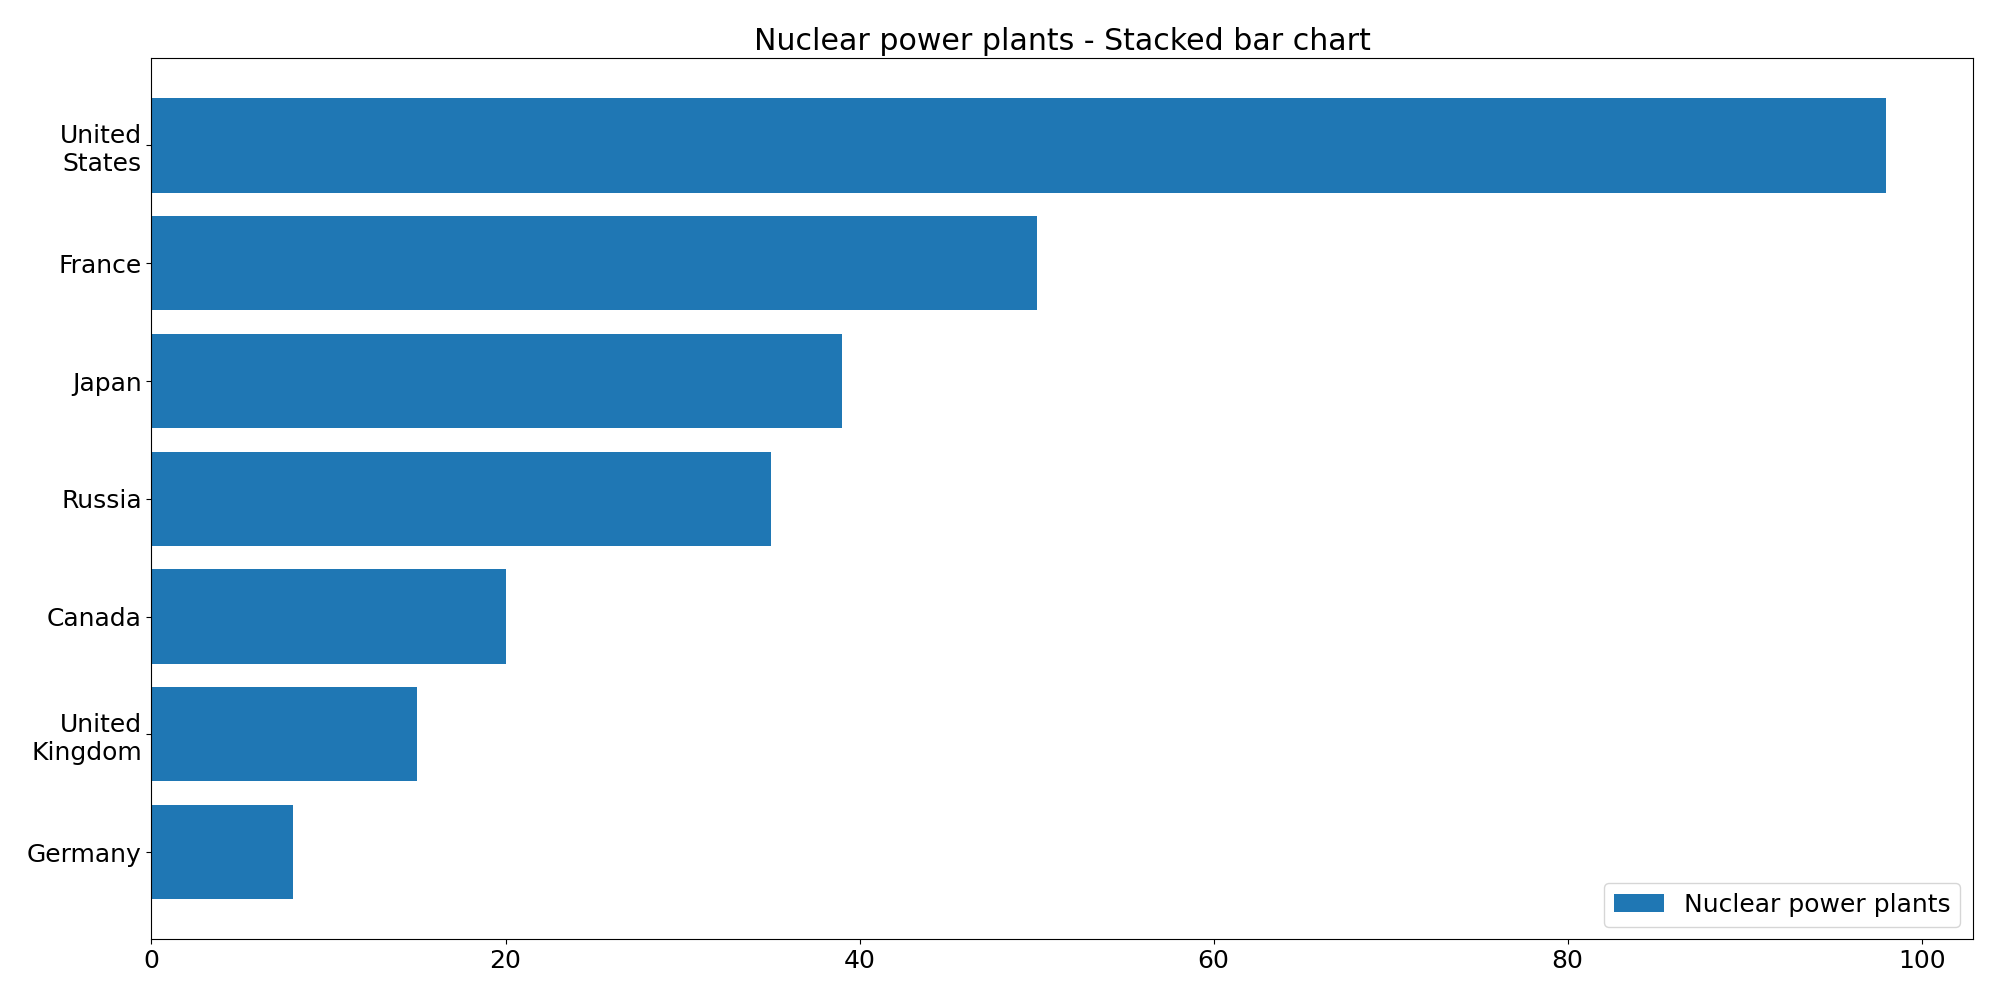 Nuclear power plants - Stacked bar chart
United
States
France
Japan
Russia
Canada
United
Kingdom
Germany
0 20 40 60 80 100
Nuclear power plants